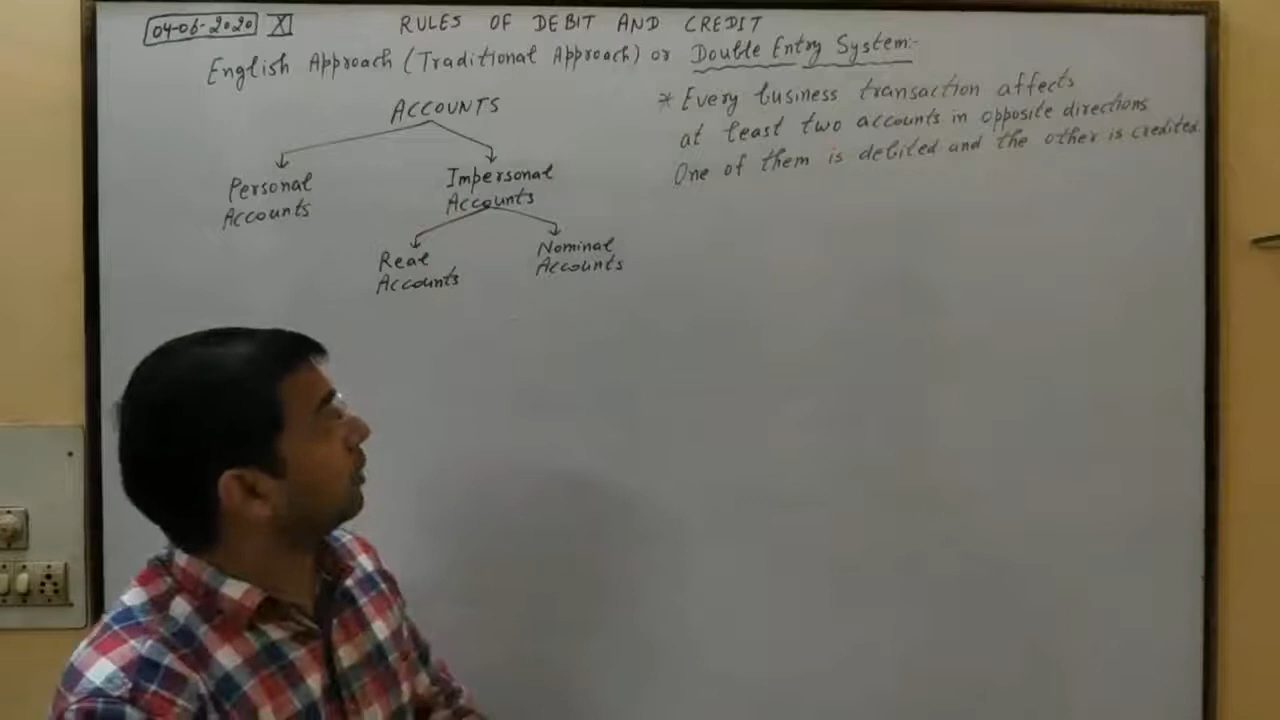 04-06-2020 XI RULES OF DEBIT AND CREDIT
English Approach (Traditional Approach) or Double Entry System:-
ACCOUNTS
Personal
Accounts
Impersonal
Accounts
Real
Accounts
Nominal
Accounts
* Every business transaction affects
at least two accounts in opposite directions
One of them is debited and the other is credited.